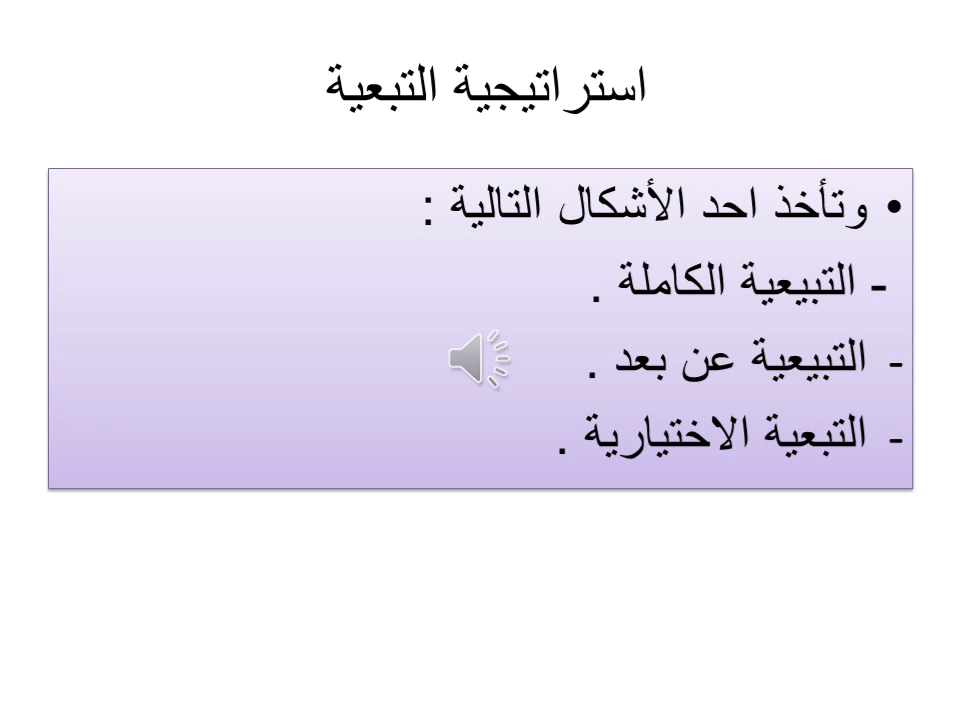 استراتيجية التبعية
• وتأخذ احد الأشكال التالية :
- التبيعية الكاملة .
- التبيعية عن بعد .
- التبعية الاختيارية .